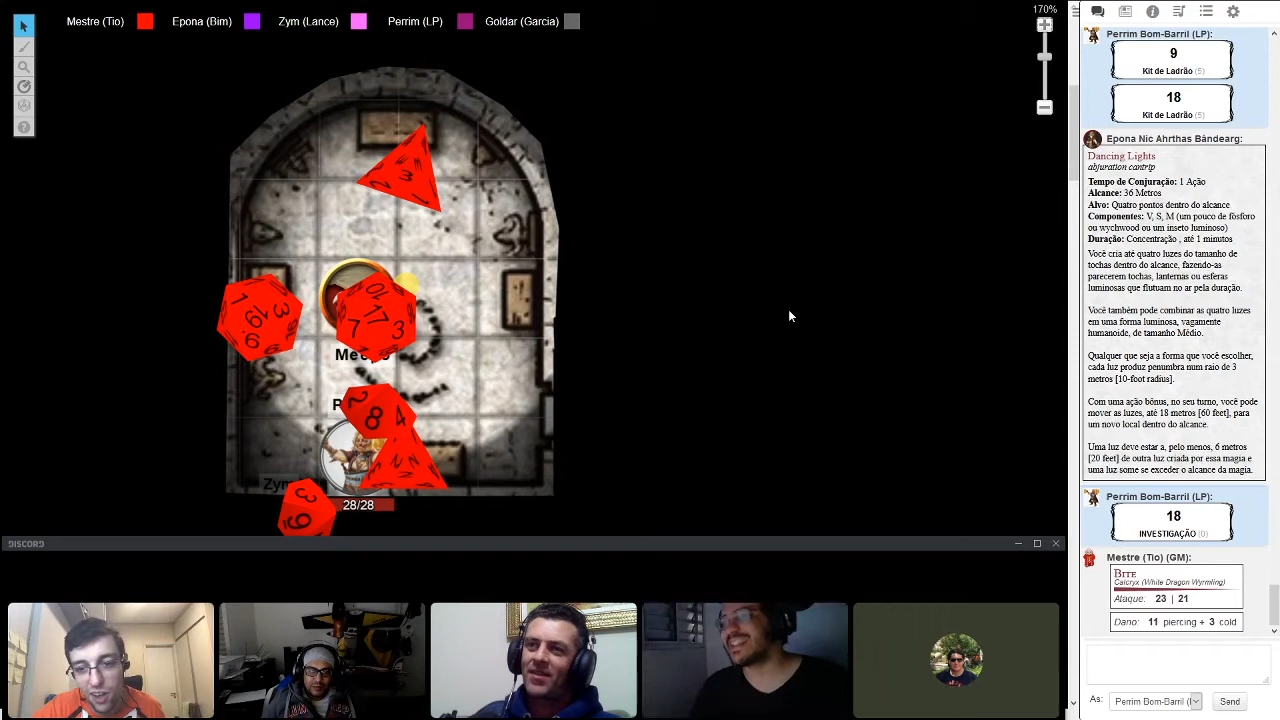 Mestre (Tio)
Epona (Bim)
Zym (Lance)
Perrim (LP)
Goldar (Garcia)
170%
28/28
DISCORD
Perrim Bom-Barril (LP):
9
Kit de Ladrão (5)
18
Kit de Ladrão (5)
Epona Nic Ahrthas Bândearg:
Dancing Lights
abjuration cantrip
Tempo de Conjuração: 1 Ação
Alcance: 36 Metros
Alvo: Quatro pontos dentro do alcance
Componentes: V, S, M (um pouco de fósforo
ou wychwood ou um inseto luminoso)
Duração: Concentração , até 1 minutos
Você cria até quatro luzes do tamanho de
tochas dentro do alcance, fazendo-as
parecerem tochas, lanternas ou esferas
luminosas que flutuam no ar pela duração.
Você também pode combinar as quatro luzes
em uma forma luminosa, vagamente
humanoide, de tamanho Médio.
Qualquer que seja a forma que você escolher,
cada luz produz penumbra num raio de 3
metros [10-foot radius].
Com uma ação bônus, no seu turno, você pode
mover as luzes, até 18 metros [60 feet], para
um novo local dentro do alcance.
Uma luz deve estar a, pelo menos, 6 metros
[20 feet] de outra luz criada por essa magia e
uma luz some se exceder o alcance da magia.
Perrim Bom-Barril (LP):
18
INVESTIGAÇÃO (0)
Mestre (Tio) (GM):
BITE
Calcryx (White Dragon Wyrmling)
Ataque: 23 | 21
Dano: 11 piercing + 3 cold
As: Perrim Bom-Barril (
Send